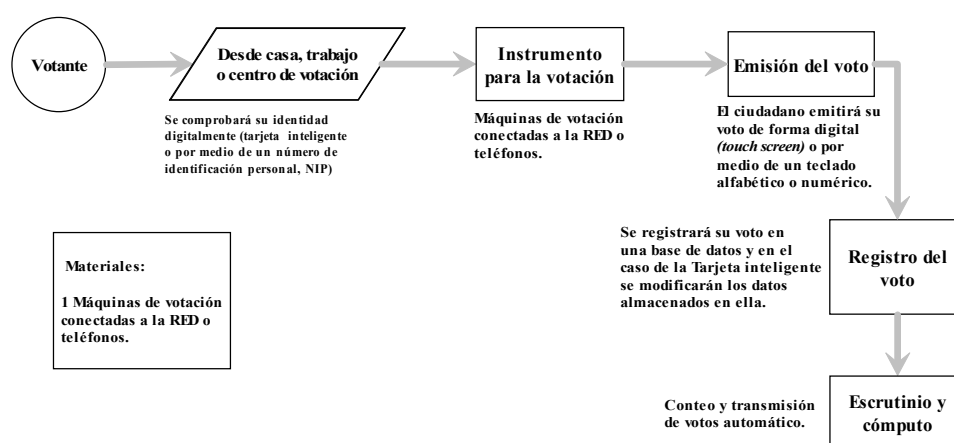 Votante
Desde casa, trabajo
o centro de votación
Se comprobará su identidad
digitalmente (tarjeta inteligente
o por medio de un número de
identificación personal, NIP)
Instrumento
para la votación
Máquinas de votación
conectadas a la RED o
teléfonos.
Emisión del voto
El ciudadano emitirá su
voto de forma digital
(touch screen) o por
medio de un teclado
alfabético o numérico.
Se registrará su voto en
una base de datos y en el
caso de la Tarjeta inteligente
se modificarán los datos
almacenados en ella.
Registro del
voto
Materiales:
1 Máquinas de votación
conectadas a la RED o
teléfonos.
Conteo y transmisión
de votos automático.
Escrutinio y
cómputo